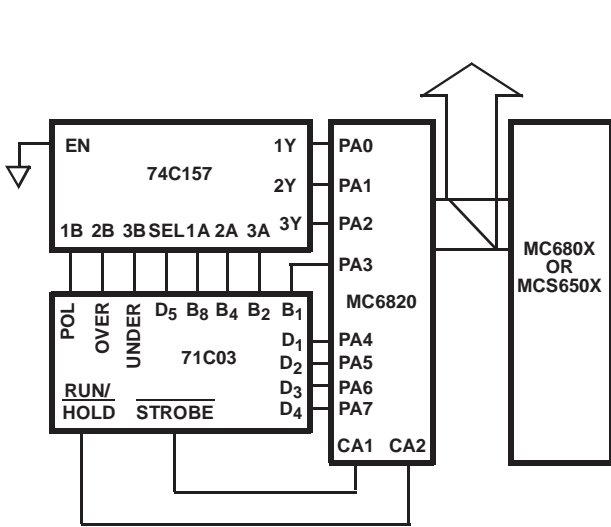 EN 1Y PA0
74C157
2Y PA1
3Y PA2
1B 2B 3B SEL 1A 2A 3A
PA3
MC680X
OR
MCS650X
MC6820
POL OVER UNDER D5 B8 B4 B2 B1
D1 PA4
71C03
D2 PA5
D3 PA6
D4 PA7
RUN/
HOLD STROBE
CA1 CA2